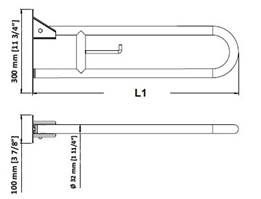 300 mm [11 3/4"]
L1
100 mm [3 7/8"]
Ø 32 mm [1 1/4"]